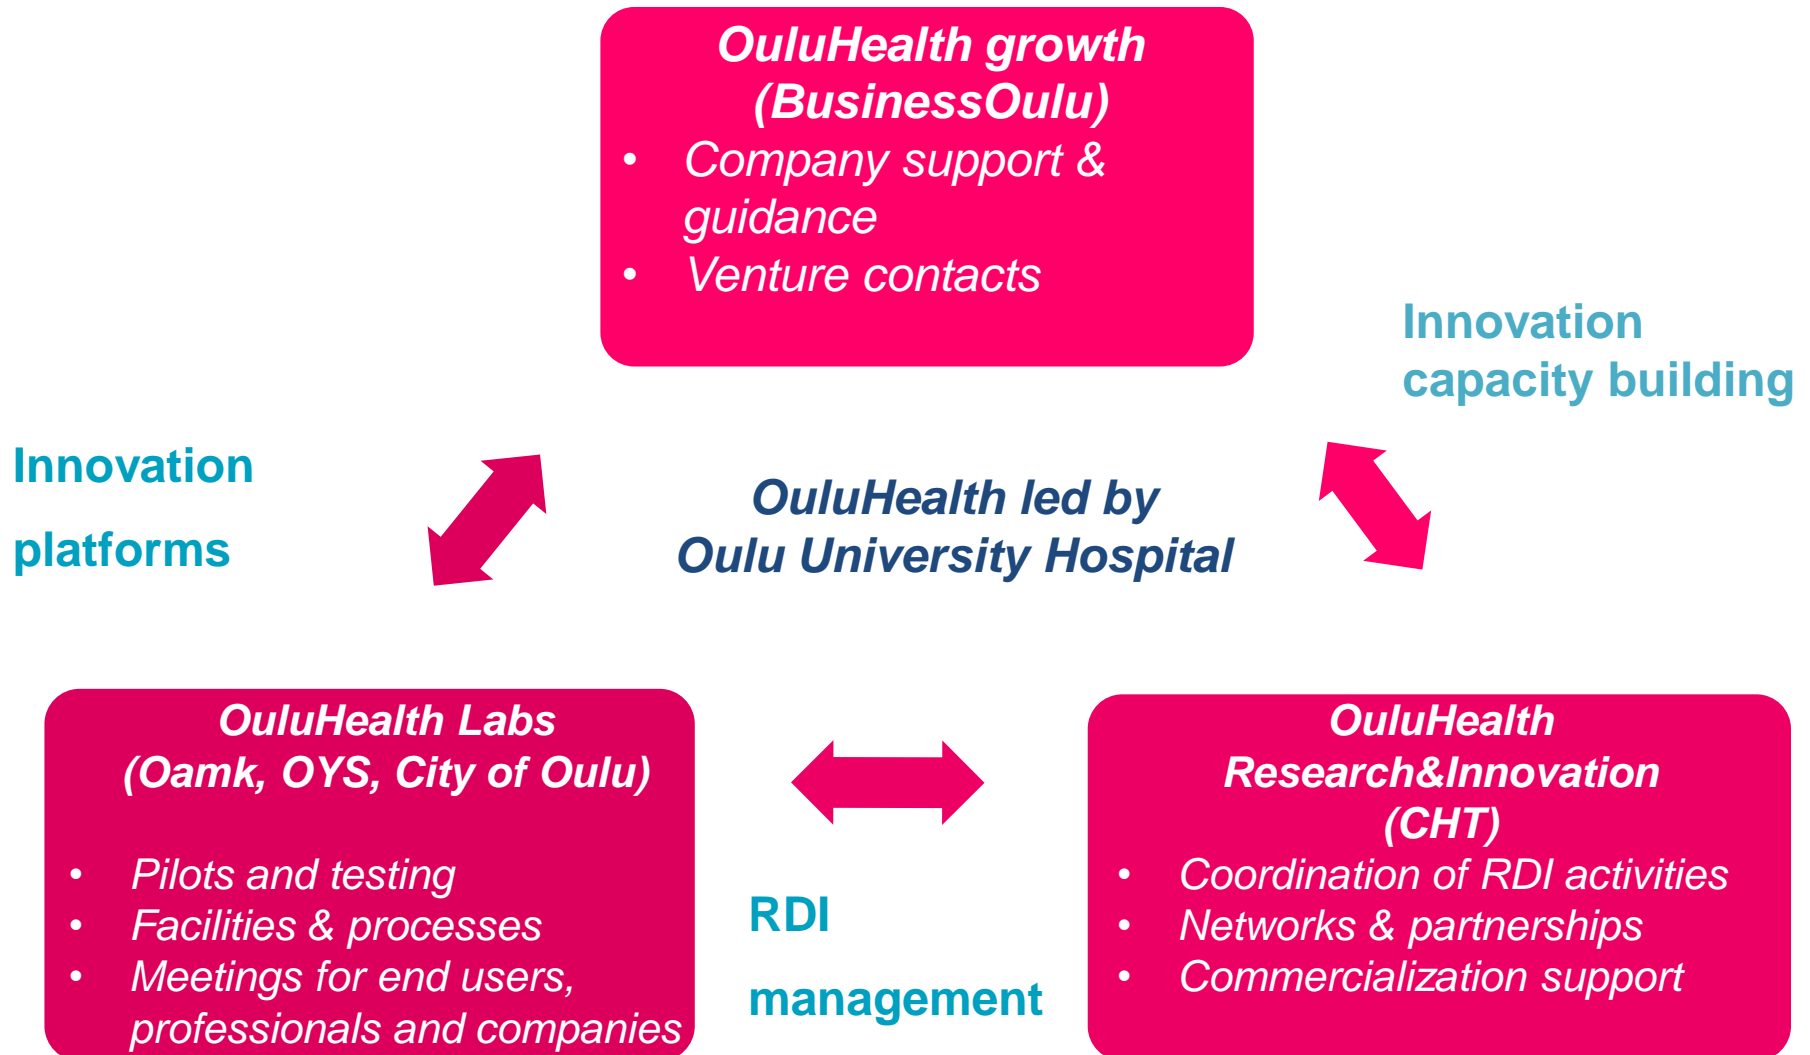 OuluHealth growth
(BusinessOulu)
• Company support &
guidance
• Venture contacts
Innovation
capacity building
Innovation
platforms
OuluHealth led by
Oulu University Hospital
OuluHealth Labs
(Oamk, OYS, City of Oulu)
• Pilots and testing
• Facilities & processes
• Meetings for end users,
professionals and companies
RDI
management
OuluHealth
Research&Innovation
(CHT)
• Coordination of RDI activities
• Networks & partnerships
• Commercialization support